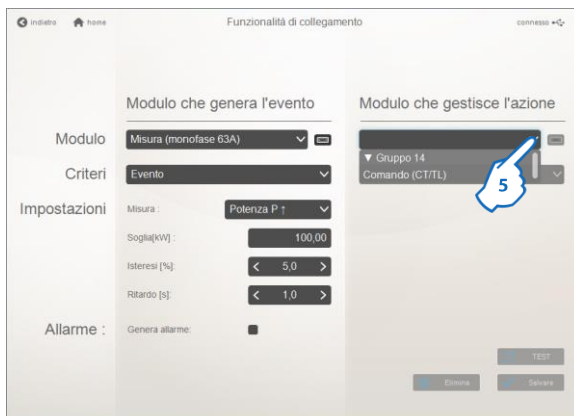 indietro home Funzionalità di collegamento connesso
Modulo che genera l'evento Modulo che gestisce l'azione
Modulo Misura (monofase 63A)
▼ Gruppo 14
Criteri Evento Comando (CT/TL)
5
Impostazioni Misura : Potenza P ↑
Soglia[kW] : 100,00
Isteresi [%]: < 5,0 >
Ritardo [s]: < 1,0 >
Allarme : Genera allarme:
TEST
Elimina Salvare